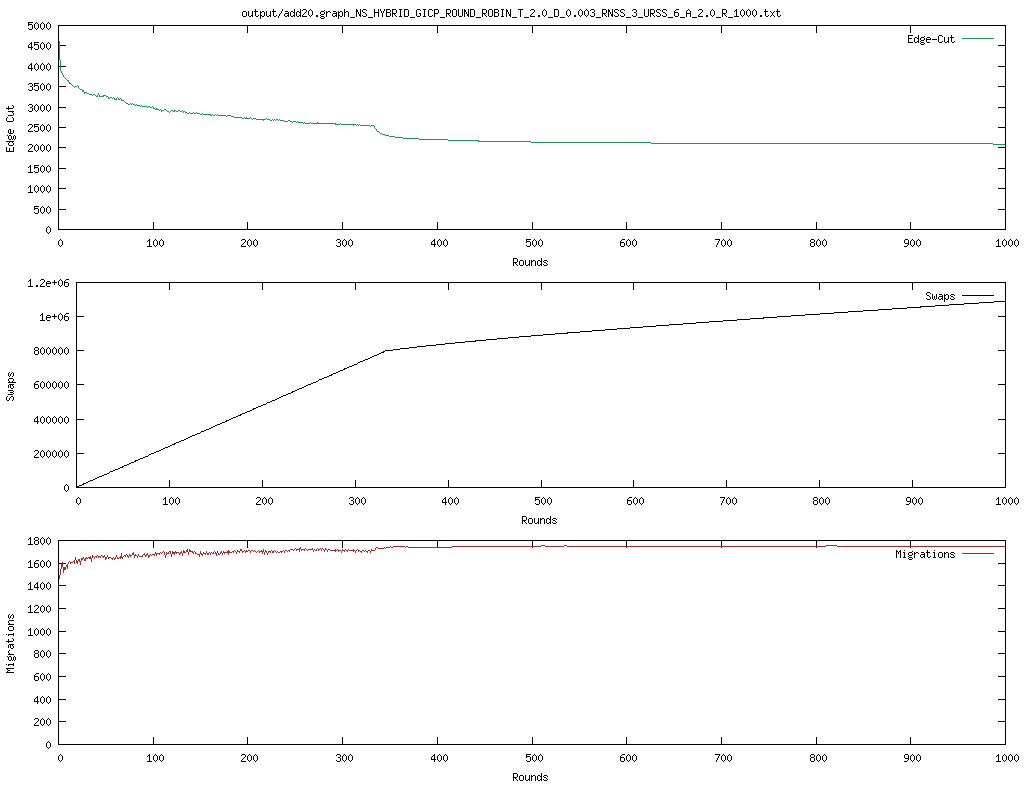 output/add20.graph_NS_HYBRID_GICP_ROUND_ROBIN_T_2.0_D_0.003_RNSS_3_URSS_6_A_2.0_R_1000.txt
5000
4500
4000
3500
3000
2500
2000
1500
1000
500
0
Edge Cut
Edge-Cut
0 100 200 300 400 500 600 700 800 900 1000
Rounds
1.2e+06
1e+06
800000
600000
400000
200000
0
Swaps
Swaps
0 100 200 300 400 500 600 700 800 900 1000
Rounds
1800
1600
1400
1200
1000
800
600
400
200
0
Migrations
Migrations
0 100 200 300 400 500 600 700 800 900 1000
Rounds